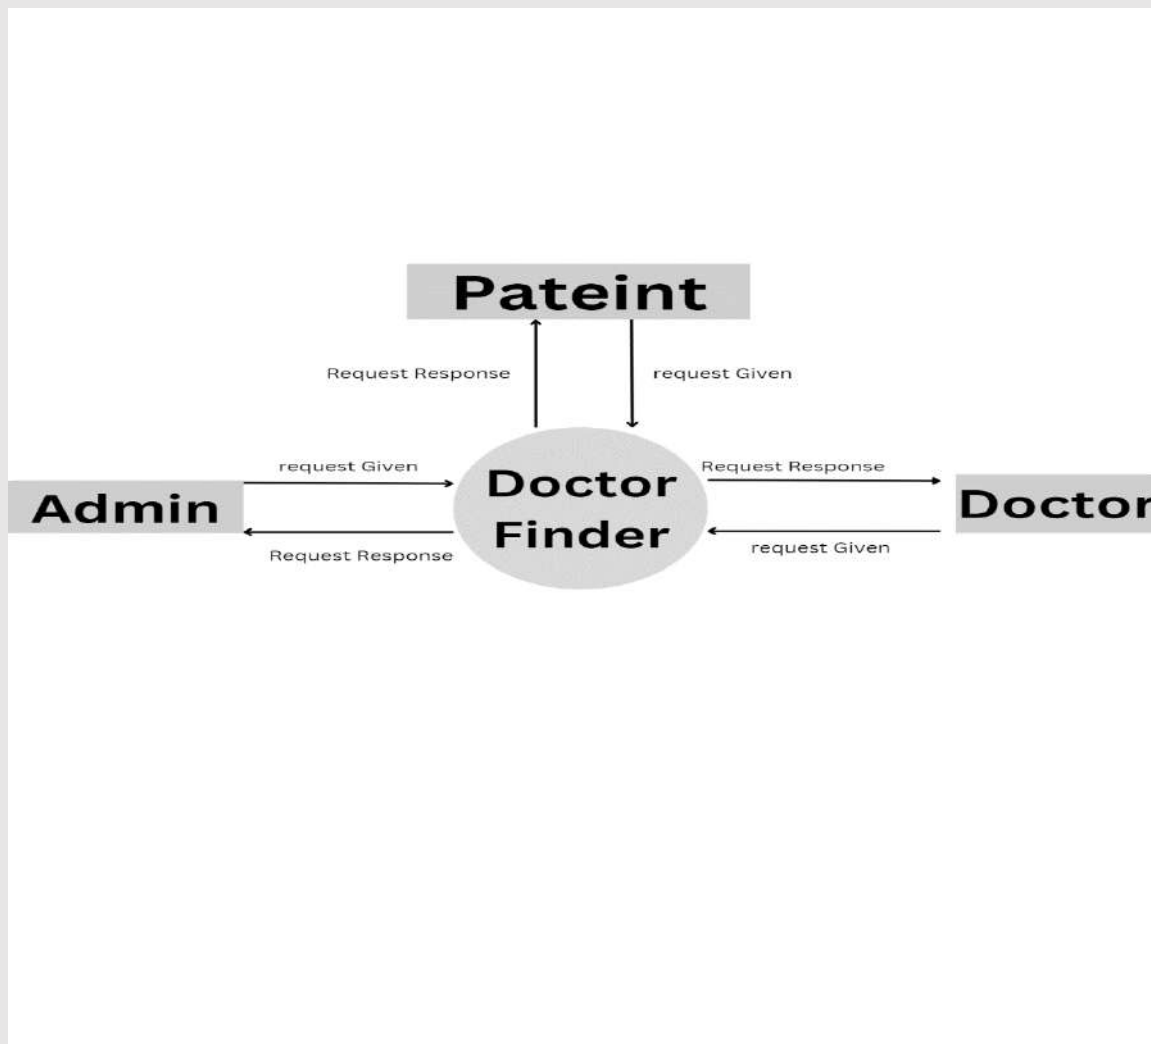 Pateint
Request Response
request Given
request Given
Request Response
Admin
Doctor
Finder
Doctor
Request Response
request Given